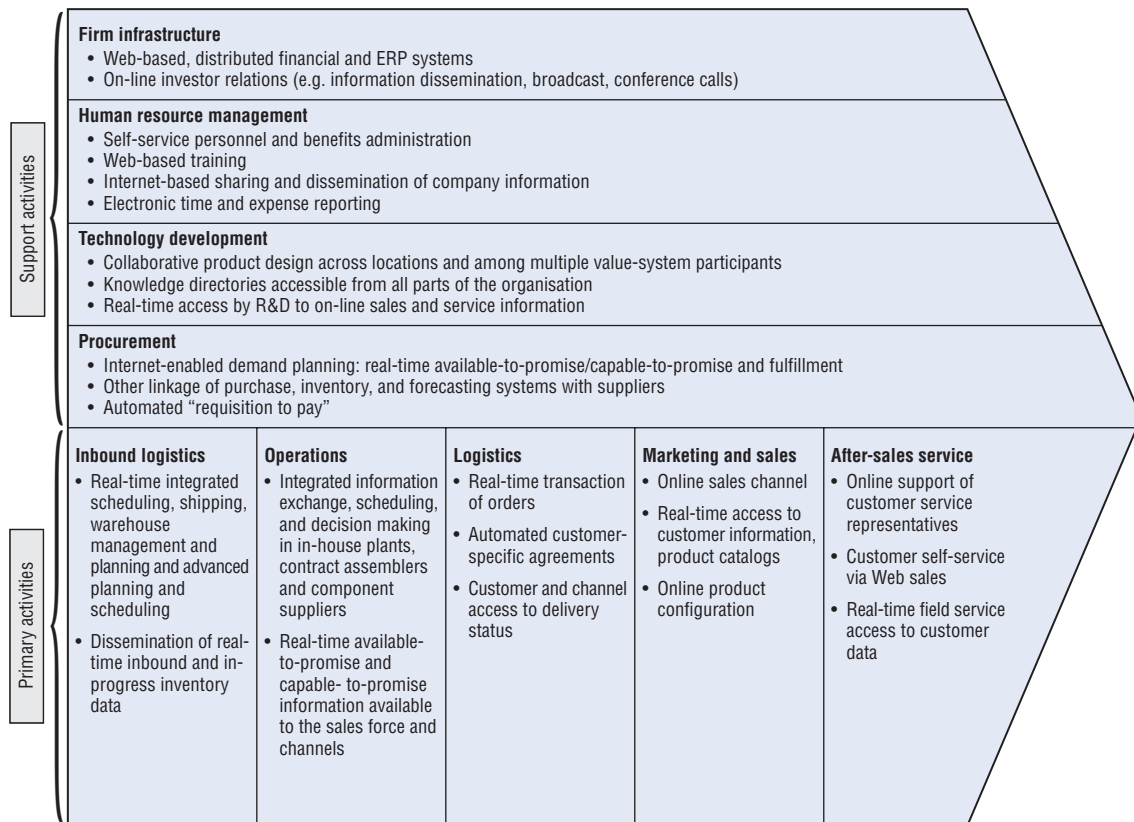 Support activities
Firm infrastructure
• Web-based, distributed financial and ERP systems
• On-line investor relations (e.g. information dissemination, broadcast, conference calls)
Human resource management
• Self-service personnel and benefits administration
• Web-based training
• Internet-based sharing and dissemination of company information
• Electronic time and expense reporting
Technology development
• Collaborative product design across locations and among multiple value-system participants
• Knowledge directories accessible from all parts of the organisation
• Real-time access by R&D to on-line sales and service information
Procurement
• Internet-enabled demand planning: real-time available-to-promise/capable-to-promise and fulfillment
• Other linkage of purchase, inventory, and forecasting systems with suppliers
• Automated “requisition to pay”
Primary activities
Inbound logistics
• Real-time integrated
scheduling, shipping,
warehouse
management and
planning and advanced
planning and
scheduling
• Dissemination of real-
time inbound and in-
progress inventory
data
Operations
• Integrated information
exchange, scheduling,
and decision making
in in-house plants,
contract assemblers
and component
suppliers
• Real-time available-
to-promise and
capable- to-promise
information available
to the sales force and
channels
Logistics
• Real-time transaction
of orders
• Automated customer-
specific agreements
• Customer and channel
access to delivery
status
Marketing and sales
• Online sales channel
• Real-time access to
customer information,
product catalogs
• Online product
configuration
After-sales service
• Online support of
customer service
representatives
• Customer self-service
via Web sales
• Real-time field service
access to customer
data